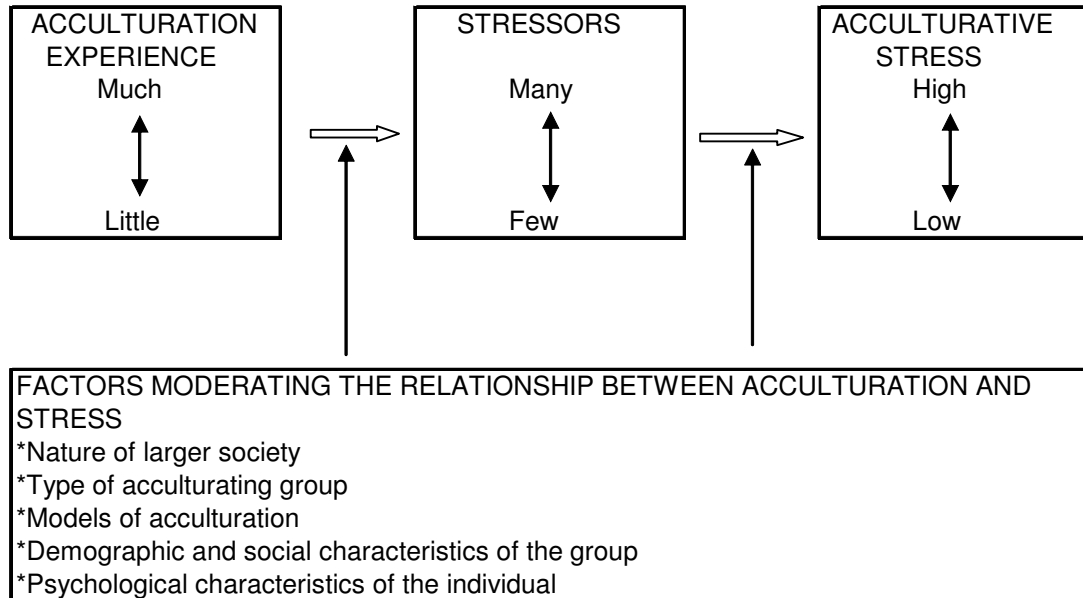 ACCULTURATION
EXPERIENCE
Much
Little
STRESSORS
Many
Few
ACCULTURATIVE
STRESS
High
Low
FACTORS MODERATING THE RELATIONSHIP BETWEEN ACCULTURATION AND
STRESS
*Nature of larger society
*Type of acculturating group
*Models of acculturation
*Demographic and social characteristics of the group
*Psychological characteristics of the individual